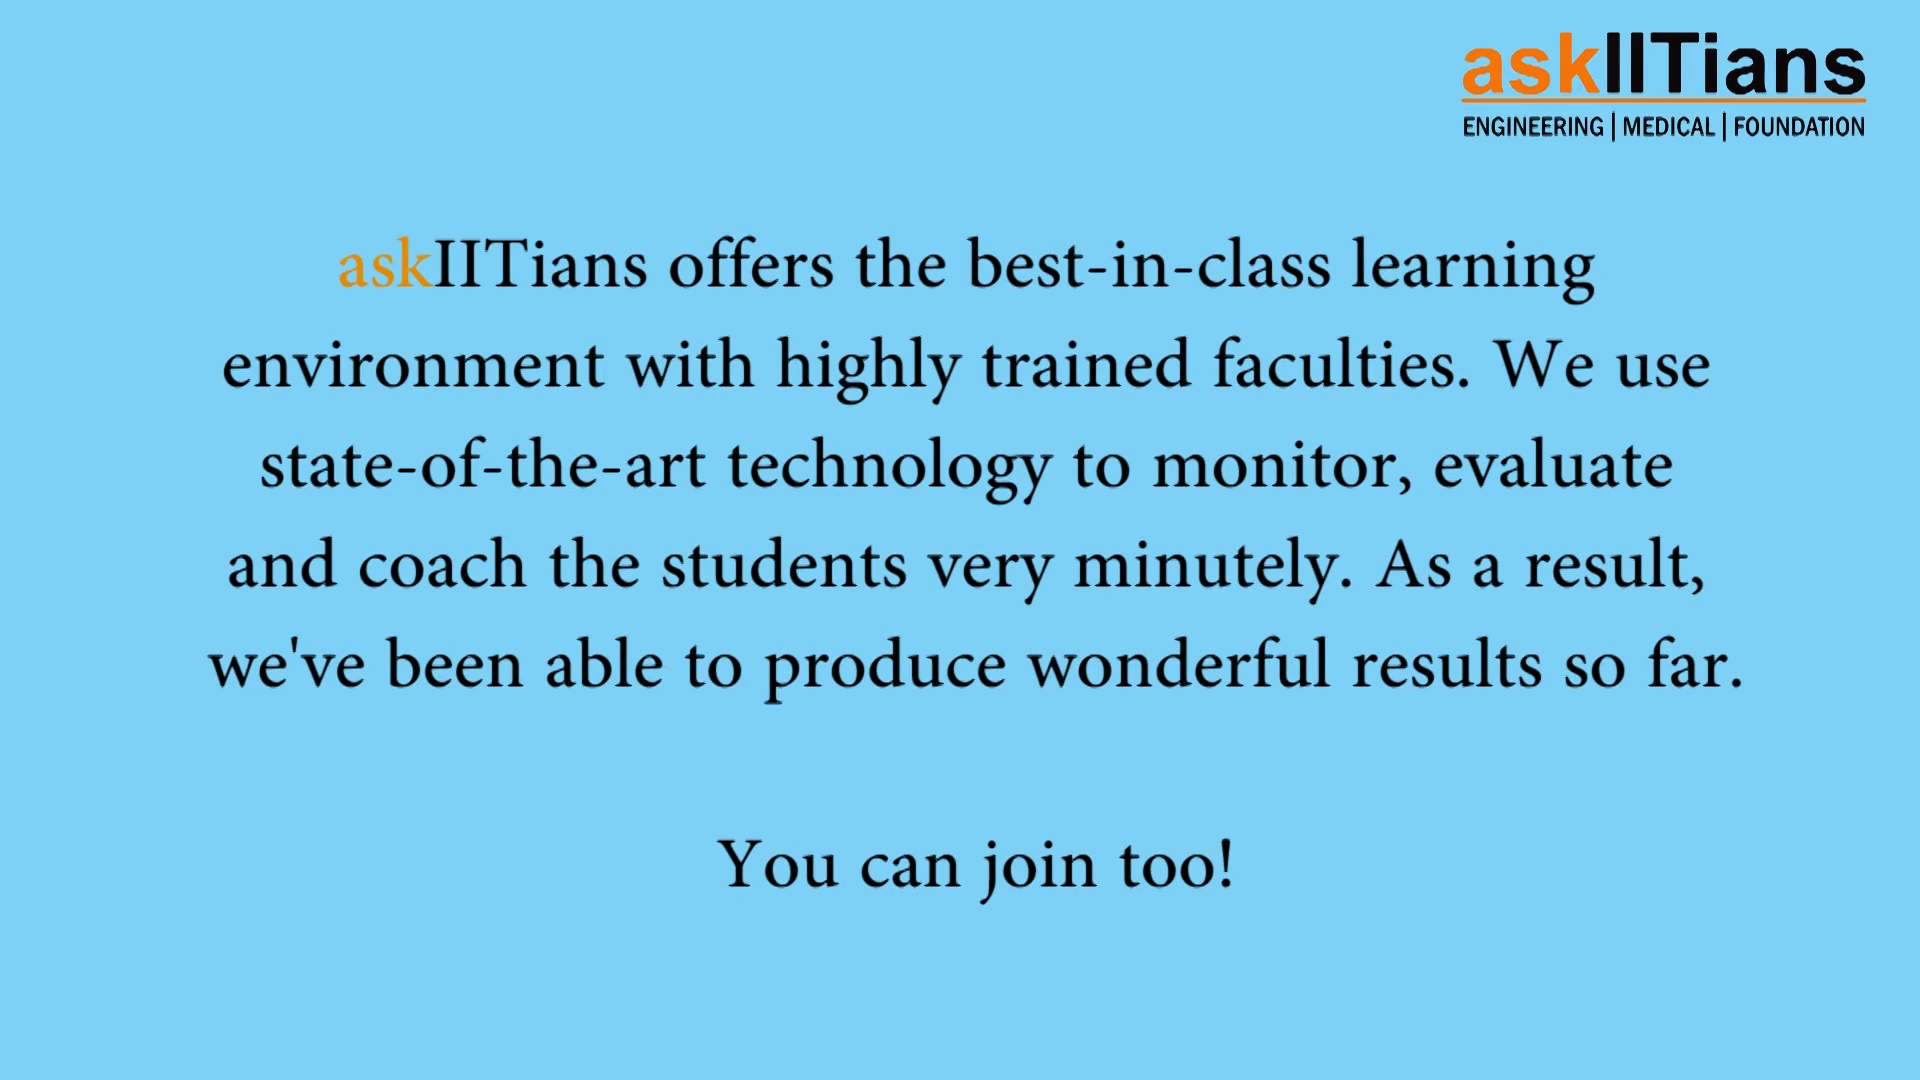 askIITians
ENGINEERING | MEDICAL | FOUNDATION
askIITians offers the best-in-class learning
environment with highly trained faculties. We use
state-of-the-art technology to monitor, evaluate
and coach the students very minutely. As a result,
we've been able to produce wonderful results so far.
You can join too!